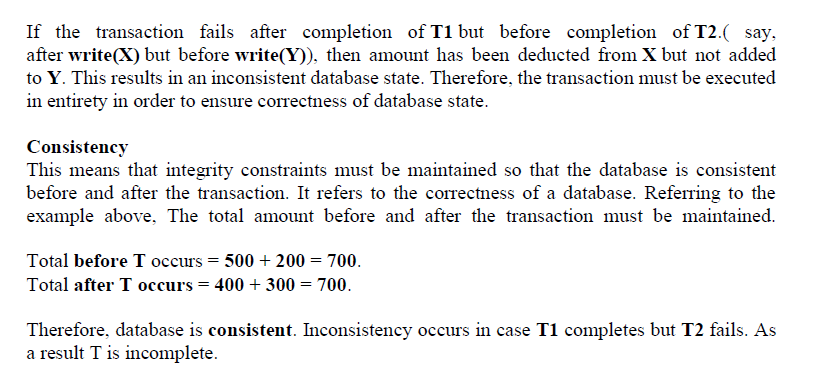 If the transaction fails after completion of T1 but before completion of T2.( say,
after write(X) but before write(Y)), then amount has been deducted from X but not added
to Y. This results in an inconsistent database state. Therefore, the transaction must be executed
in entirety in order to ensure correctness of database state.
Consistency
This means that integrity constraints must be maintained so that the database is consistent
before and after the transaction. It refers to the correctness of a database. Referring to the
example above, The total amount before and after the transaction must be maintained.
Total before T occurs = 500 + 200 = 700.
Total after T occurs = 400 + 300 = 700.
Therefore, database is consistent. Inconsistency occurs in case T1 completes but T2 fails. As
a result T is incomplete.